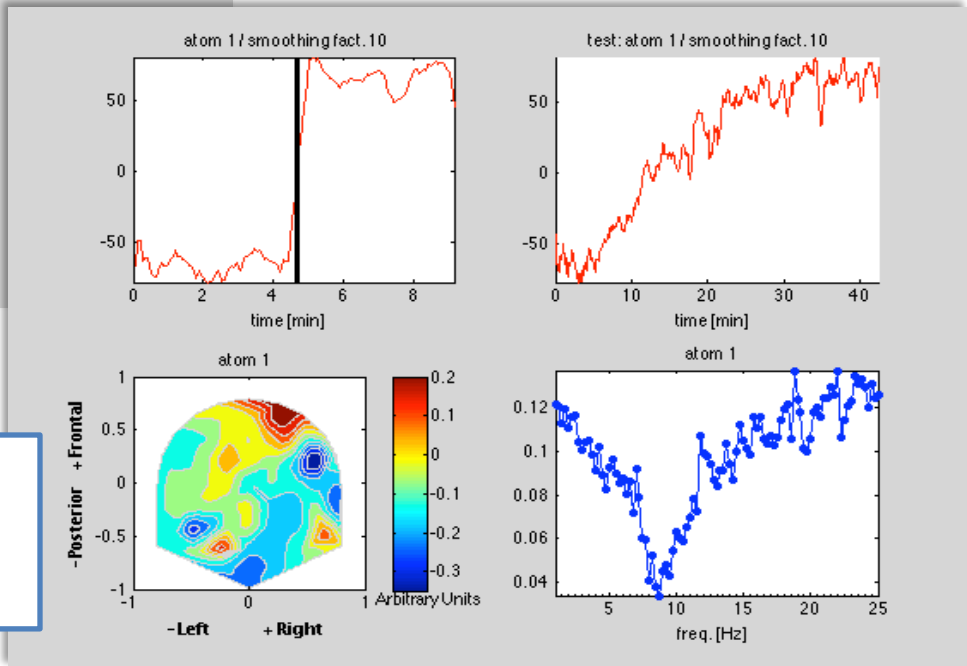 atom 1 / smoothing fact. 10
50
0
-50
0 2 4 6 8
time [min]
test: atom 1 / smoothing fact. 10
50
0
-50
0 10 20 30 40
time [min]
atom 1
1
0.5
0
-0.5
-1
-1 0 1
-Posterior + Frontal
- Left + Right
0.2
0.1
0
-0.1
-0.2
-0.3
Arbitrary Units
atom 1
0.12
0.1
0.08
0.06
0.04
5 10 15 20 25
freq. [Hz]